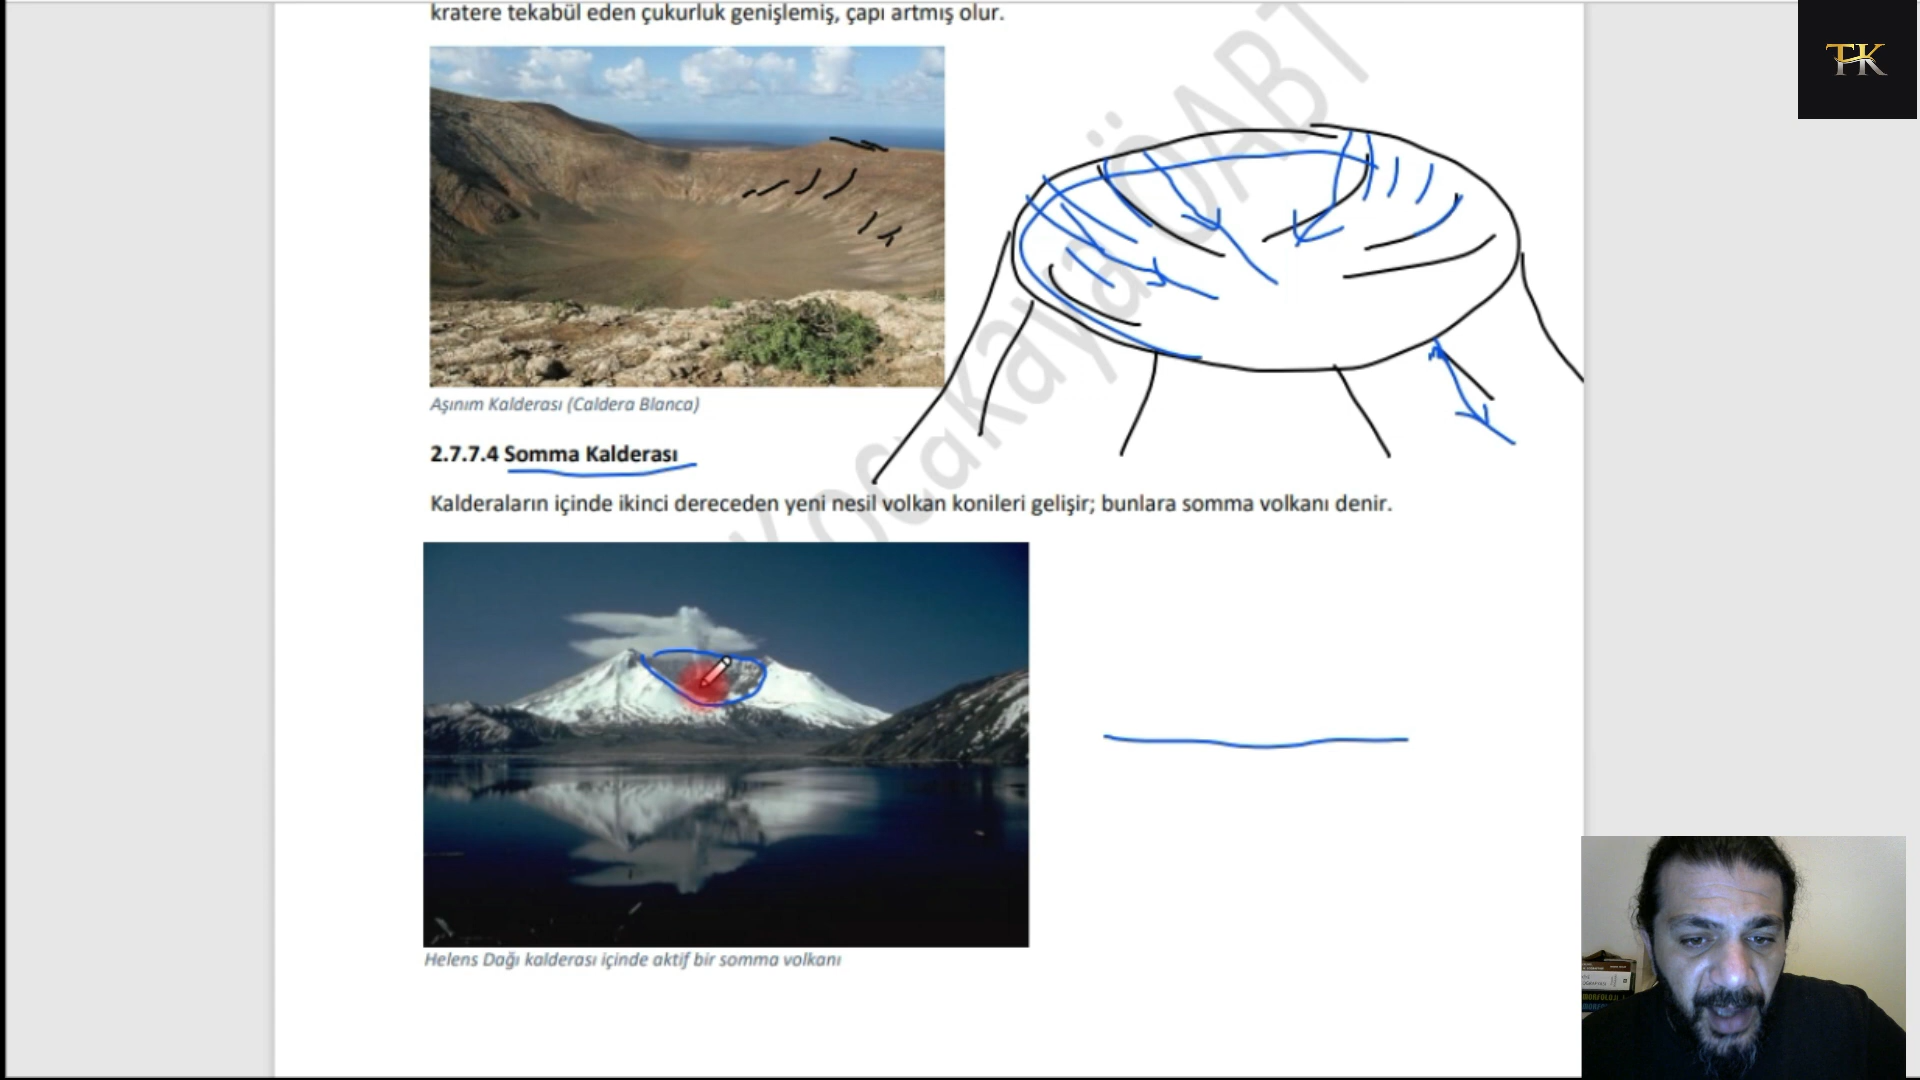 kratere tekabül eden çukurluk genişlemiş, çapı artmış olur.
TK
Aşınım Kalderası (Caldera Blanca)
2.7.7.4 Somma Kalderası
Kalderaların içinde ikinci dereceden yeni nesil volkan konileri gelişir; bunlara somma volkanı denir.
Kocakaya ÖABT
Helens Dağı kalderası içinde aktif bir somma volkanı